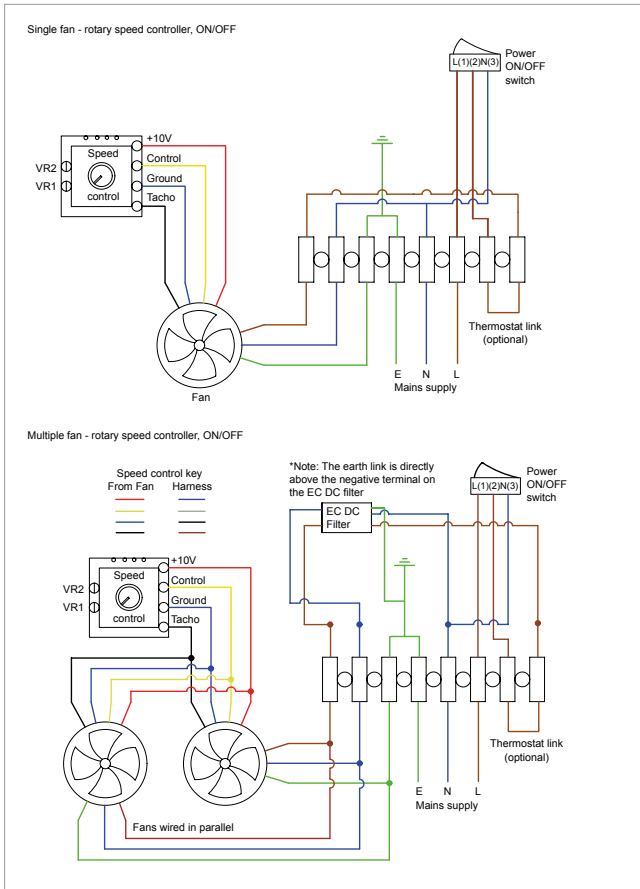 Single fan - rotary speed controller, ON/OFF
L(1)(2)N(3)
Power
ON/OFF
switch
+10V
Speed
control
VR2
VR1
Control
Ground
Tacho
Fan
E N L
Mains supply
Thermostat link
(optional)
Multiple fan - rotary speed controller, ON/OFF
Speed control key
From Fan Harness
*Note: The earth link is directly
above the negative terminal on
the EC DC filter
EC DC
Filter
L(1)(2)N(3)
Power
ON/OFF
switch
+10V
Speed
control
VR2
VR1
Control
Ground
Tacho
Fans wired in parallel
E N L
Mains supply
Thermostat link
(optional)